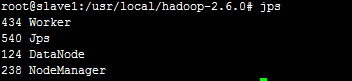 root@slave1:/usr/local/hadoop-2.6.0# jps
434 Worker
540 Jps
124 DataNode
238 NodeManager